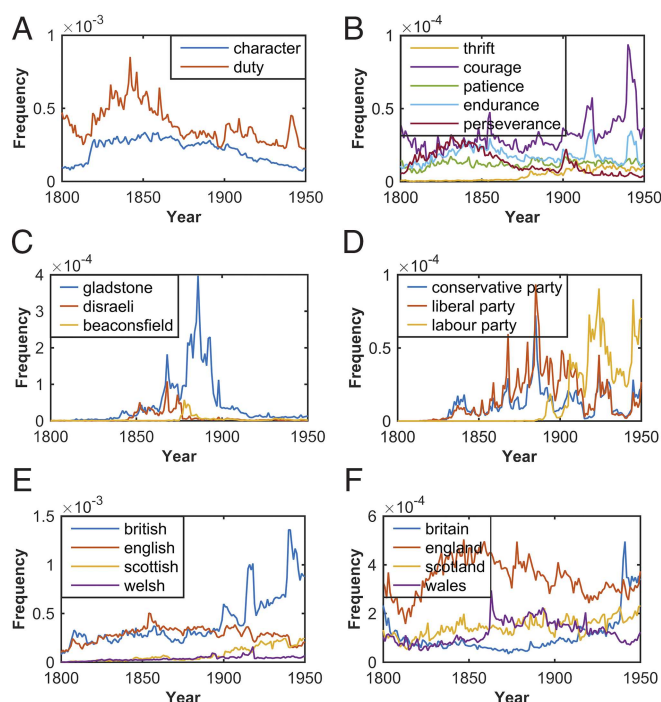 A
×10⁻³
1
0.5
0
Frequency
character
duty
1800
1850
1900
1950
Year
B
×10⁻⁴
1
0.5
0
Frequency
thrift
courage
patience
endurance
perseverance
1800
1850
1900
1950
Year
C
×10⁻⁴
4
3
2
1
0
Frequency
gladstone
disraeli
beaconsfield
1800
1850
1900
1950
Year
D
×10⁻⁴
1
0.5
0
Frequency
conservative party
liberal party
labour party
1800
1850
1900
1950
Year
E
×10⁻³
1.5
1
0.5
0
Frequency
british
english
scottish
welsh
1800
1850
1900
1950
Year
F
×10⁻⁴
6
4
2
0
Frequency
britain
england
scotland
wales
1800
1850
1900
1950
Year